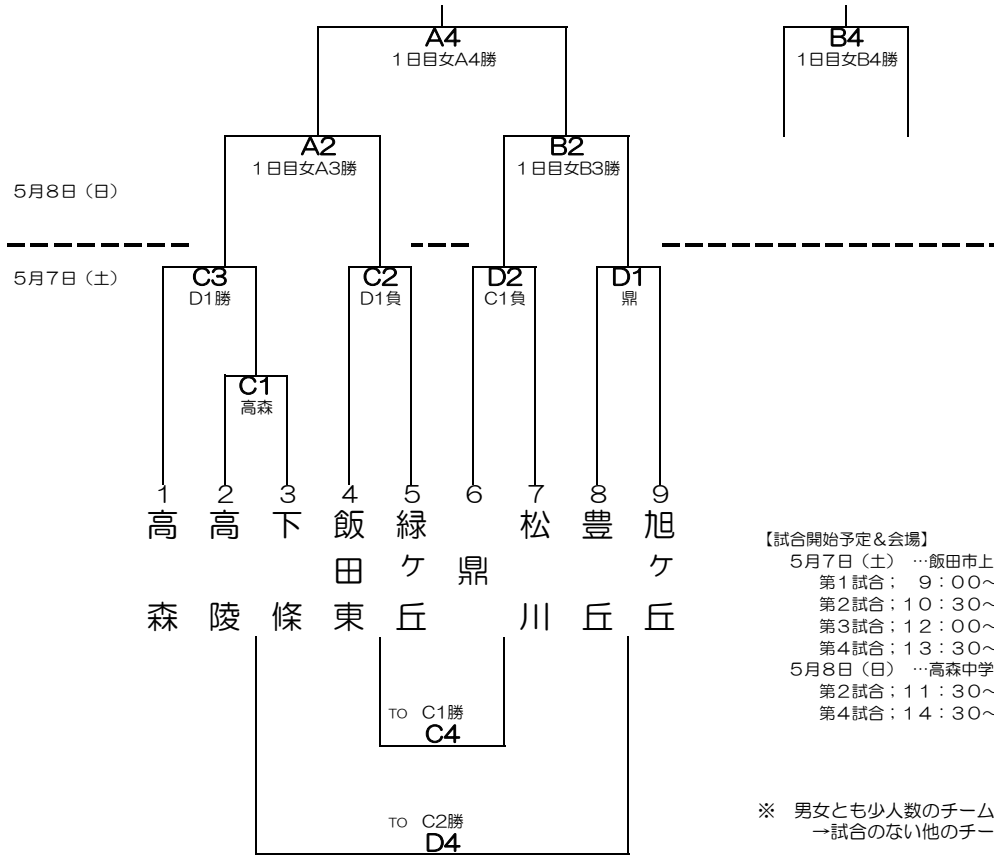 A4
1日目女A4勝
B4
1日目女B4勝
A2
1日目女A3勝
B2
1日目女B3勝
5月8日(日)
5月7日(土)
C3
D1勝
C2
D1負
D2
C1負
D1
鼎
C1
高森
1 高森
2 高陵
3 下條
4 飯田東
5 緑ヶ丘
6 鼎
7 松川
8 豊丘
9 旭ヶ丘
【試合開始予定&会場】
5月7日(土) …飯田市上
第1試合; 9:00~
第2試合;10:30~
第3試合;12:00~
第4試合;13:30~
5月8日(日) …高森中学
第2試合;11:30~
第4試合;14:30~
TO C1勝
C4
TO C2勝
D4
※ 男女とも少人数のチーム
→試合のない他のチー